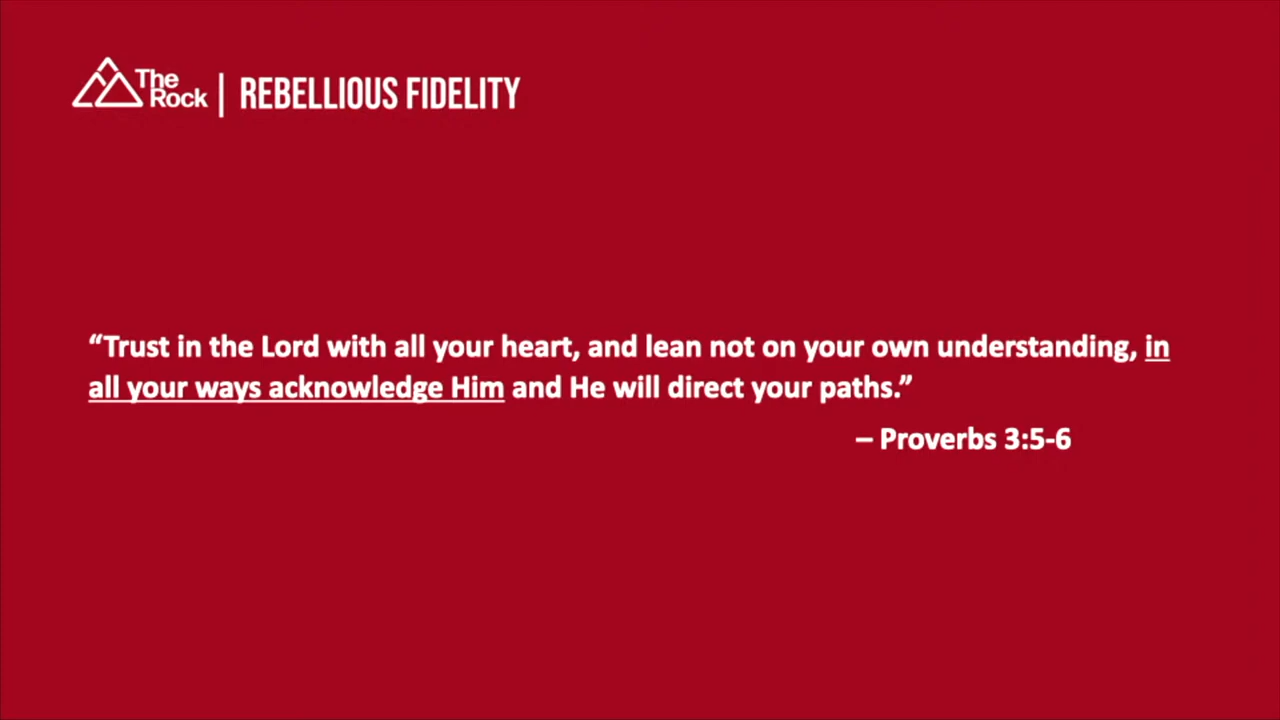 The
Rock | REBELLIOUS FIDELITY
“Trust in the Lord with all your heart, and lean not on your own understanding, in
all your ways acknowledge Him and He will direct your paths.”
– Proverbs 3:5-6